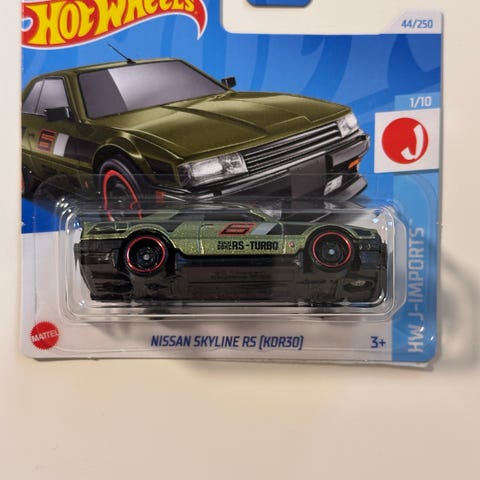 HOT WHEELS
44/250
1/10
J
HW J-IMPORTS
RS-TURBO
MATTEL
NISSAN SKYLINE RS (KDR30)
3+